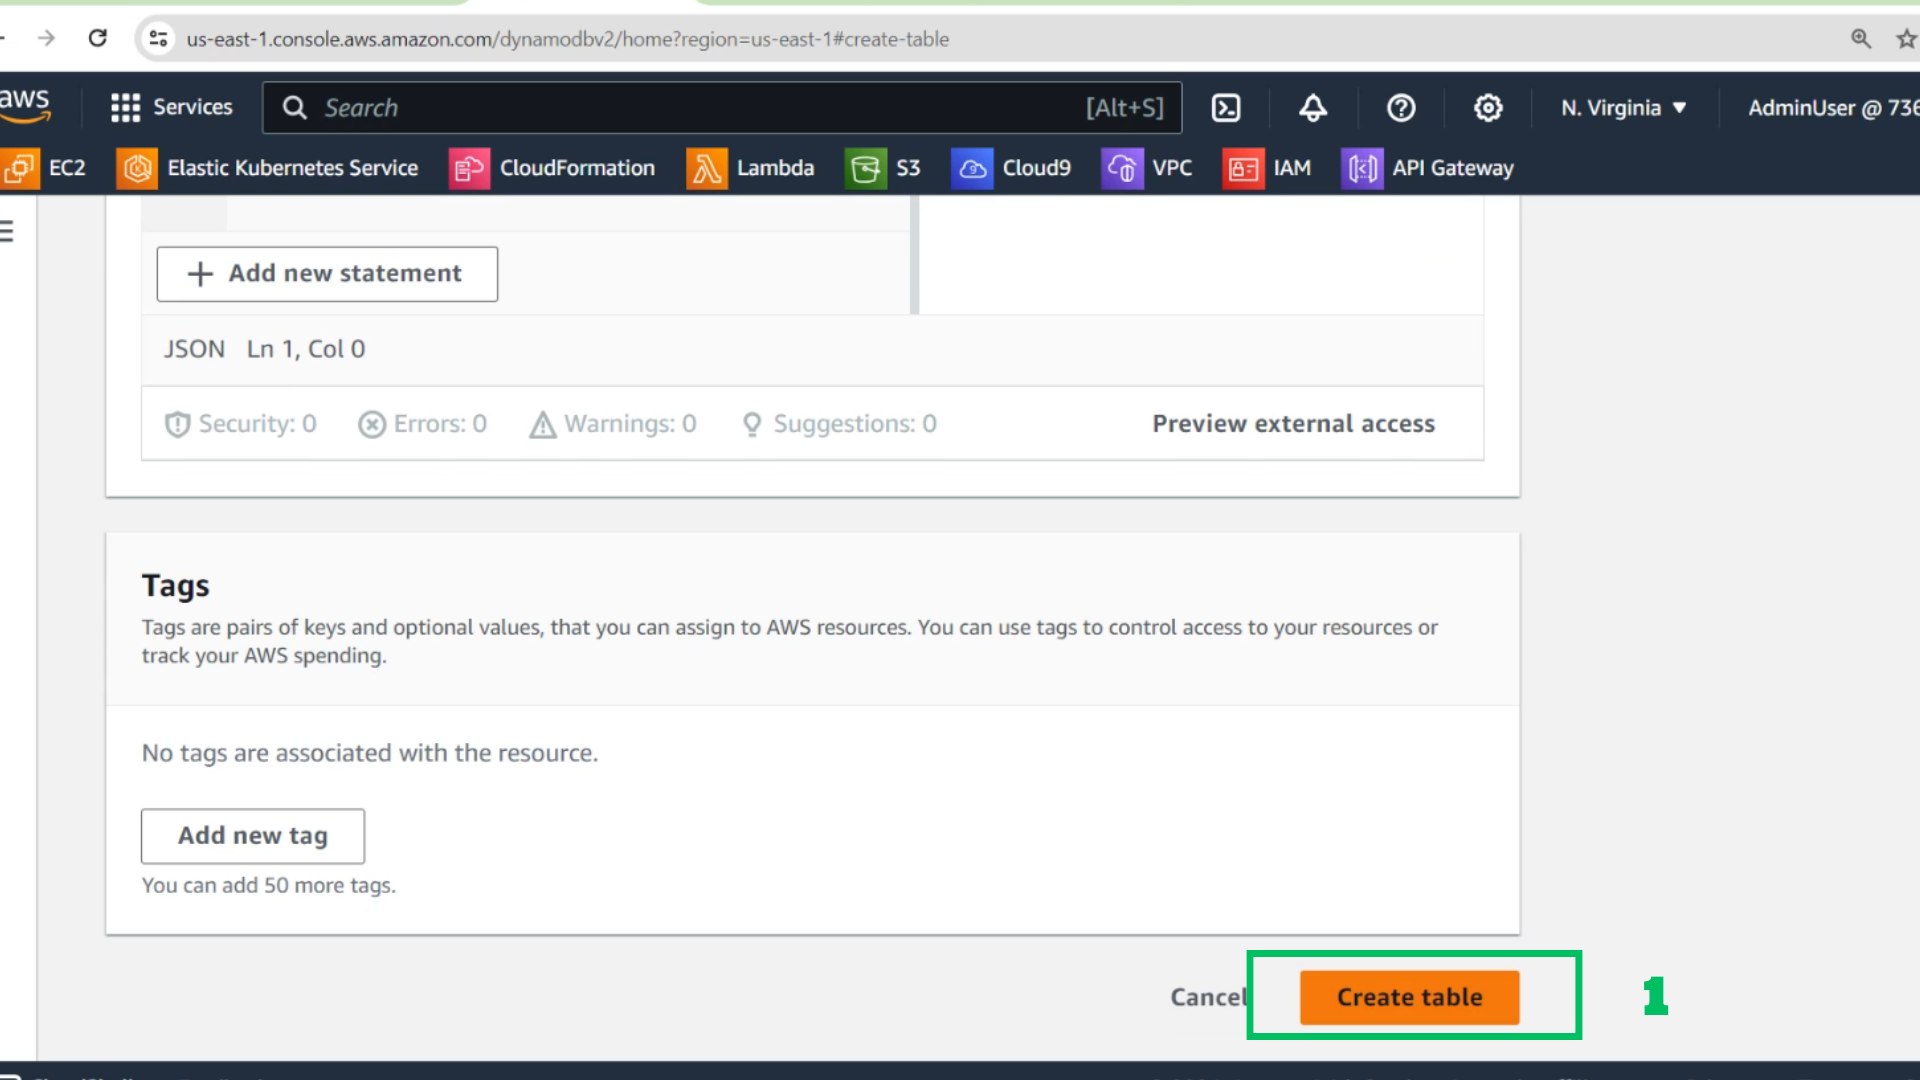 us-east-1.console.aws.amazon.com/dynamodbv2/home?region=us-east-1#create-table
aws Services Search [Alt+S] N. Virginia ▼ AdminUser @ 736
EC2 Elastic Kubernetes Service CloudFormation Lambda S3 Cloud9 VPC IAM API Gateway
+ Add new statement
JSON Ln 1, Col 0
Security: 0 Errors: 0 Warnings: 0 Suggestions: 0 Preview external access
Tags
Tags are pairs of keys and optional values, that you can assign to AWS resources. You can use tags to control access to your resources or
track your AWS spending.
No tags are associated with the resource.
Add new tag
You can add 50 more tags.
Cancel Create table 1